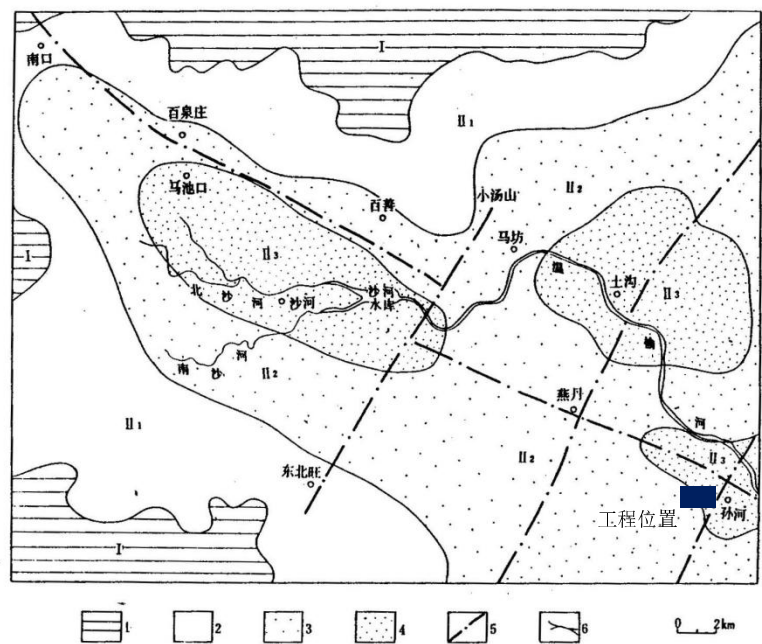 I
南口
II₁
百泉庄
小汤山
II₂
马池口
百善
马坊
I
II₃
温
土沟
II₃
北 沙 河
沙河
沙河
水库
榆
南 沙 河
II₂
燕丹
河
II₁
II₂
II₃
东北旺
工程位置
孙河
I
1 2 3 4 5 6 0 2km